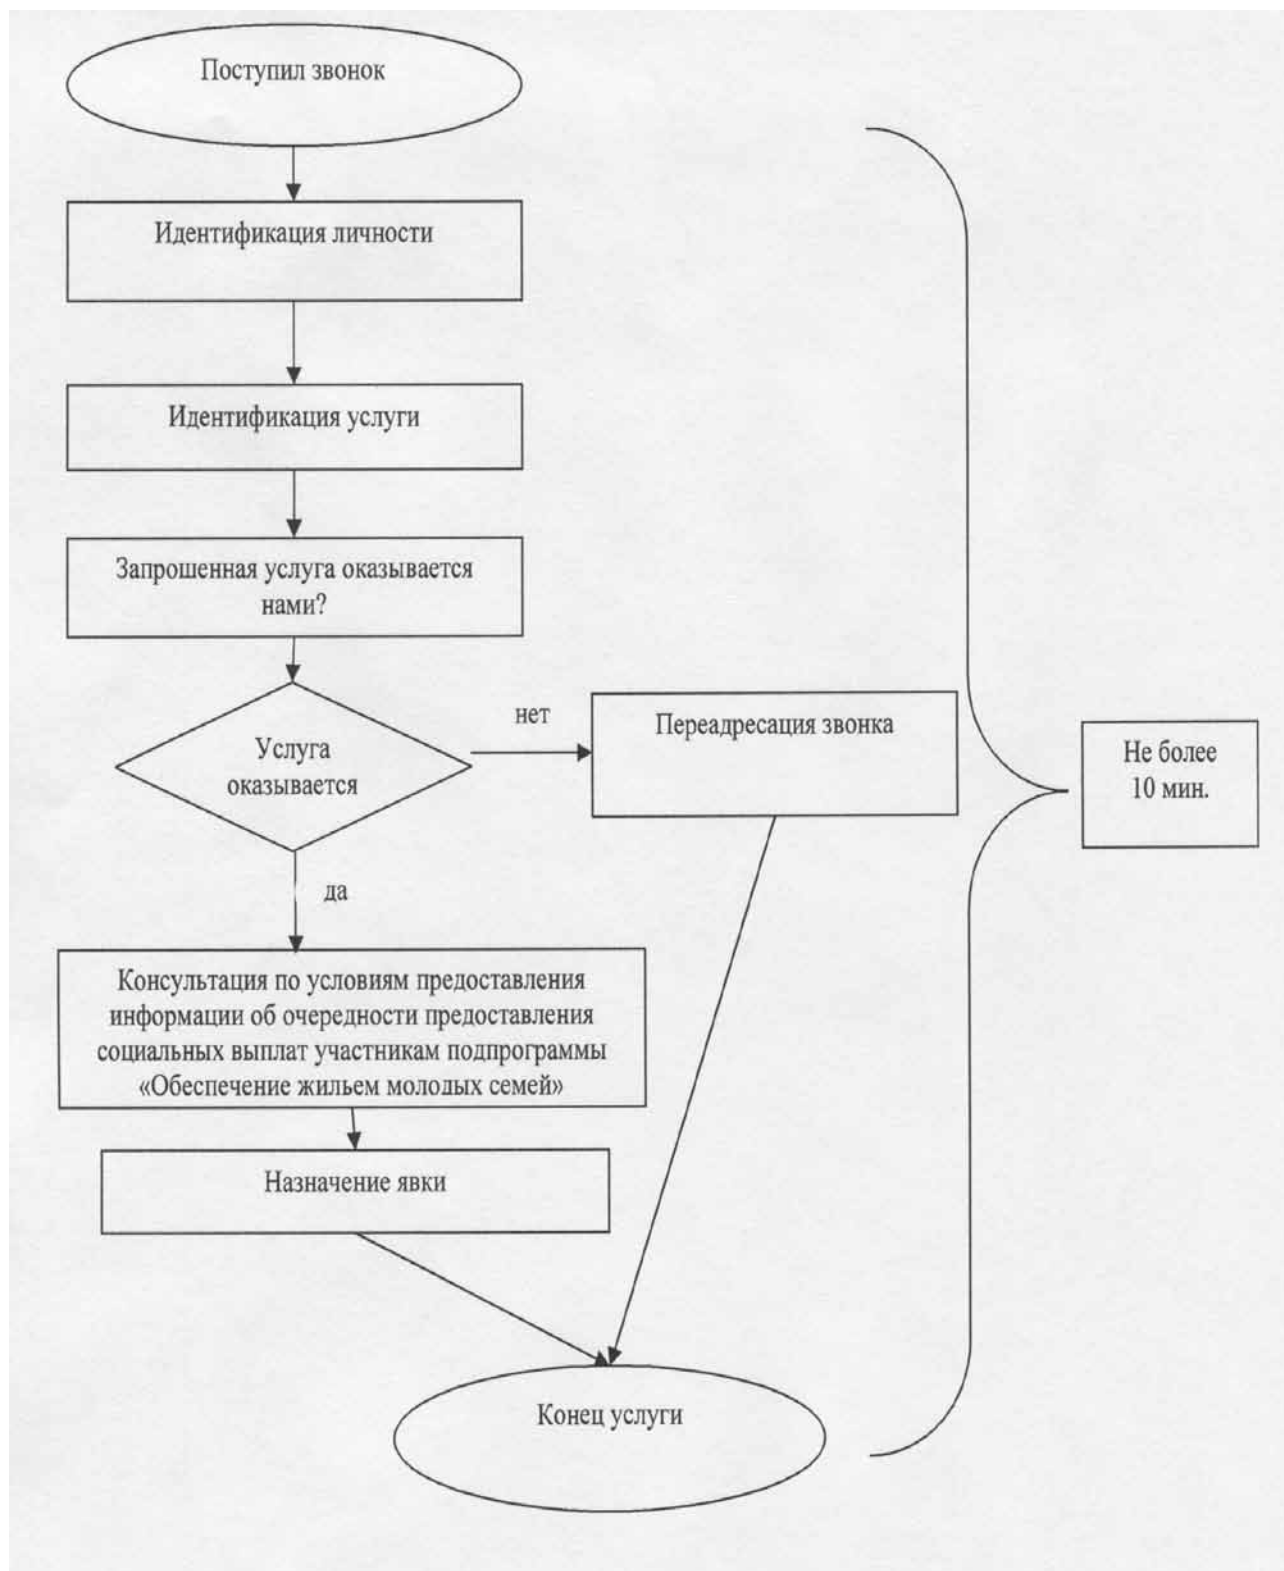 Поступил звонок
Идентификация личности
Идентификация услуги
Запрошенная услуга оказывается
нами?
Услуга
оказывается
нет
Переадресация звонка
Не более
10 мин.
да
Консультация по условиям предоставления
информации об очередности предоставления
социальных выплат участникам подпрограммы
«Обеспечение жильем молодых семей»
Назначение явки
Конец услуги